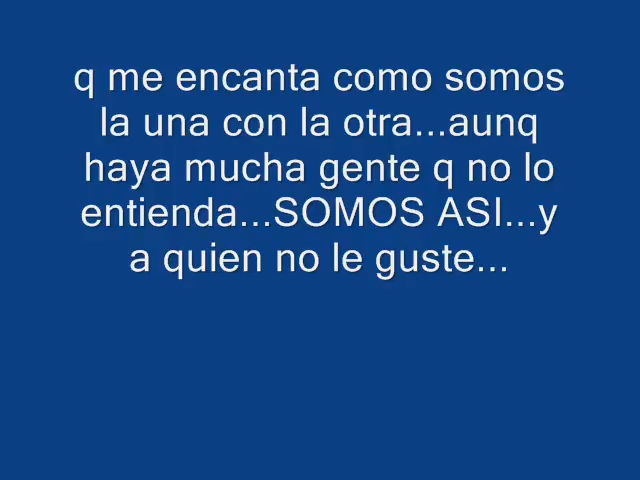 q me encanta como somos
la una con la otra...aunq
haya mucha gente q no lo
entienda...SOMOS ASI...y
a quien no le guste...